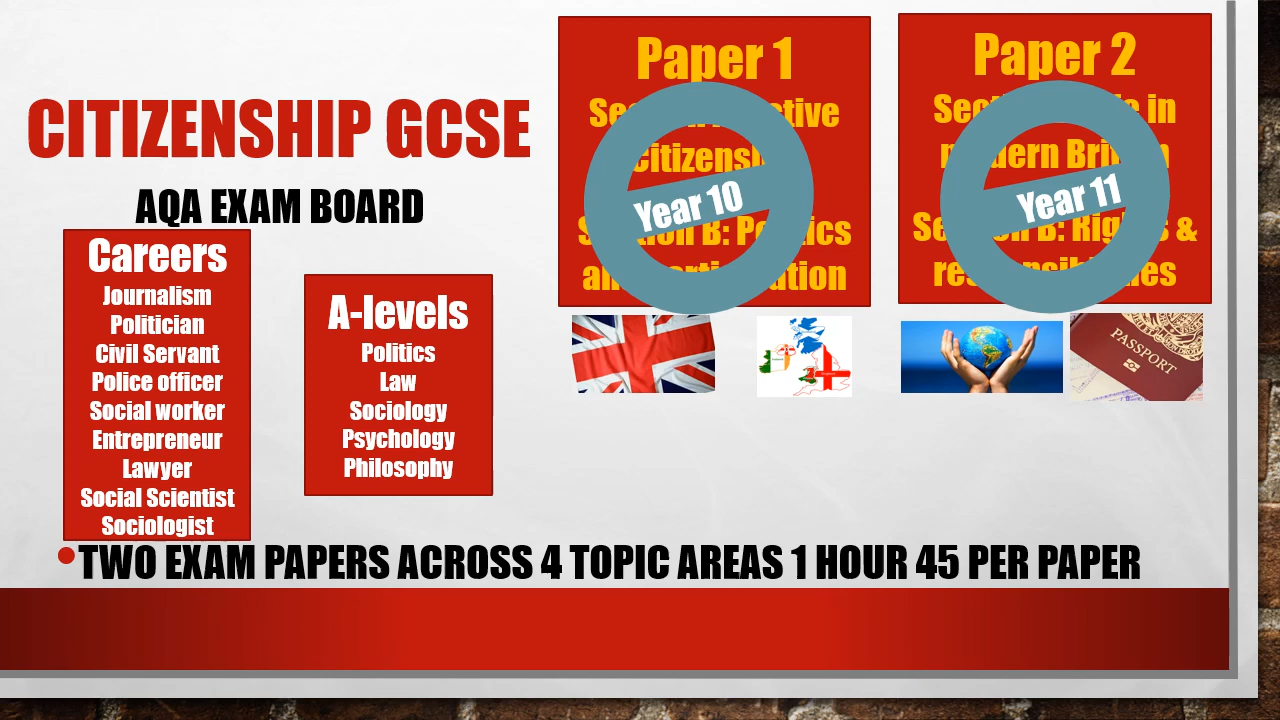 CITIZENSHIP GCSE
AQA EXAM BOARD
Careers
Journalism
Politician
Civil Servant
Police officer
Social worker
Entrepreneur
Lawyer
Social Scientist
Sociologist
A-levels
Politics
Law
Sociology
Psychology
Philosophy
Paper 1
Active
Citizenship
Section B: Politics
and participation
Year 10
Paper 2
Section in
modern Britain
Section B: Rights &
responsibilities
Year 11
PASSPORT
TWO EXAM PAPERS ACROSS 4 TOPIC AREAS 1 HOUR 45 PER PAPER